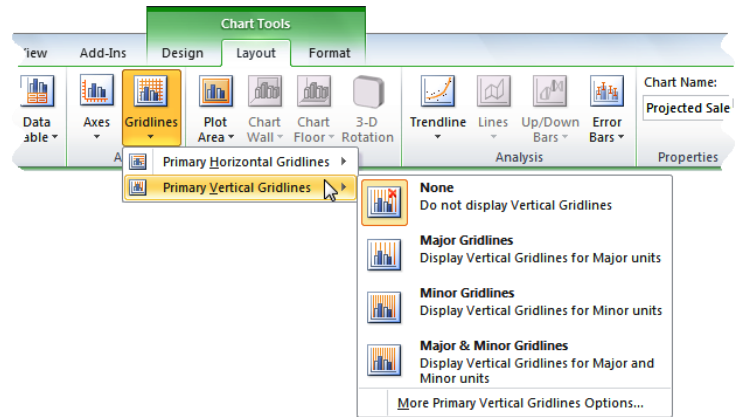 Chart Tools
Add-Ins Design Layout Format
Chart Name:
Projected Sale
Data Axes Gridlines Plot Area Chart Wall Chart Floor 3-D Rotation Trendline Lines Up/Down Bars Error Bars
Analysis Properties
Primary Horizontal Gridlines
Primary Vertical Gridlines
None
Do not display Vertical Gridlines
Major Gridlines
Display Vertical Gridlines for Major units
Minor Gridlines
Display Vertical Gridlines for Minor units
Major & Minor Gridlines
Display Vertical Gridlines for Major and
Minor units
More Primary Vertical Gridlines Options...